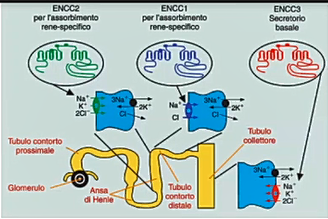 ENCC2
per l'assorbimento
rene-specifico
ENCC1
per l'assorbimento
rene-specifico
ENCC3
Secretorio
basale
Na⁺
K⁺
2Cl⁻
3Na⁺
2K⁺
Cl⁻
Na⁺
Cl
3Na⁺
2K⁺
Cl⁻
Tubulo contorto
prossimale
Tubulo
collettore
Glomerulo
Ansa
di Henle
Tubulo
contorto
distale
3Na⁺
2K⁺
Na⁺
K⁺
2Cl⁻